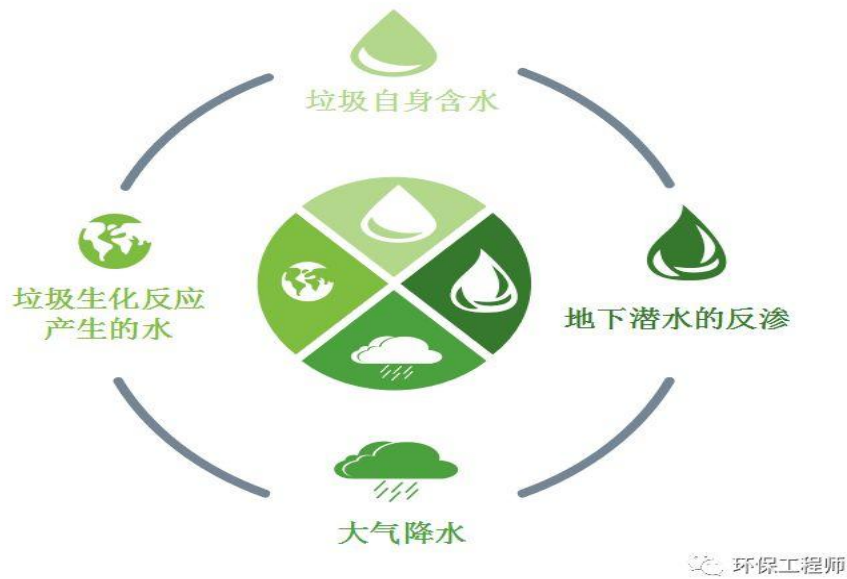 垃圾自身含水
垃圾生化反应
产生的水
地下潜水的反渗
大气降水
环保工程师